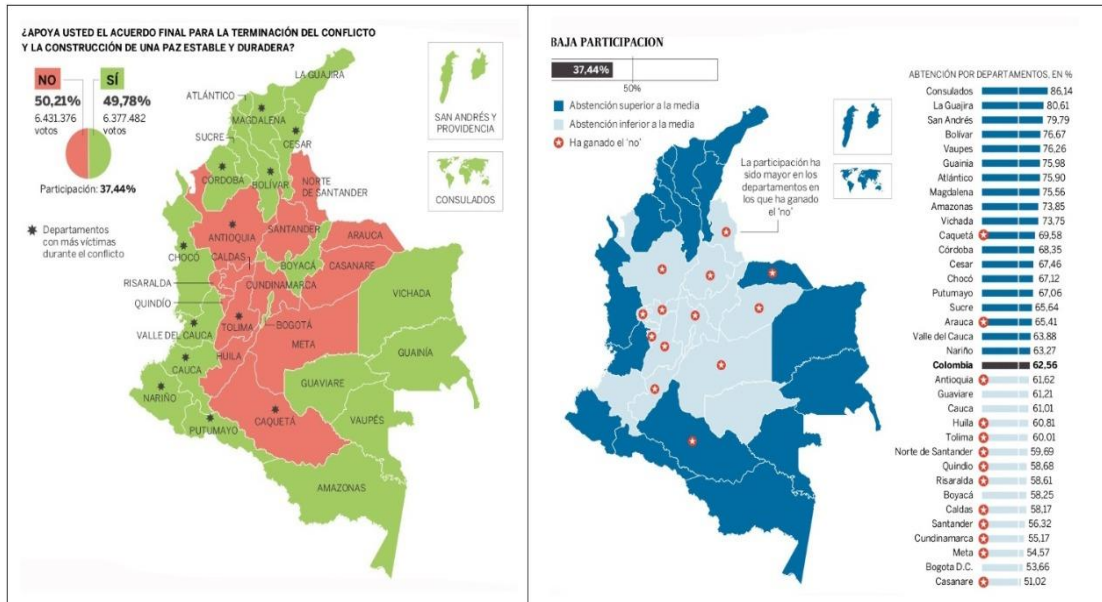 ¿APOYA USTED EL ACUERDO FINAL PARA LA TERMINACIÓN DEL CONFLICTO
Y LA CONSTRUCCIÓN DE UNA PAZ ESTABLE Y DURADERA?
NO
50,21%
6.431.376
votos
SÍ
49,78%
6.377.482
votos
Participación: 37,44%
Departamentos
con más víctimas
durante el conflicto
SAN ANDRÉS Y
PROVIDENCIA
CONSULADOS
LA GUAJIRA
ATLÁNTICO
MAGDALENA
SUCRE
CESAR
CÓRDOBA
BOLÍVAR
NORTE
DE SANTANDER
ANTIOQUIA
SANTANDER
ARAUCA
CHOCÓ
CALDAS
BOYACÁ
CASANARE
RISARALDA
CUNDINAMARCA
VICHADA
QUINDÍO
TOLIMA
BOGOTÁ
VALLE DEL CAUCA
META
HUILA
GUAINÍA
CAUCA
GUAVIARE
NARIÑO
CAQUETÁ
VAUPÉS
PUTUMAYO
AMAZONAS
BAJA PARTICIPACION
37,44%
50%
Abstención superior a la media
Abstención inferior a la media
Ha ganado el 'no'
La participación ha
sido mayor en los
departamentos en
los que ha ganado
el 'no'
ABTENCIÓN POR DEPARTAMENTOS, EN %
Consulados 86,14
La Guajira 80,61
San Andrés 79,79
Bolívar 76,67
Vaupes 76,26
Guainia 75,98
Atlántico 75,90
Magdalena 75,56
Amazonas 73,85
Vichada 73,75
Caquetá 69,58
Córdoba 68,35
Cesar 67,46
Chocó 67,12
Putumayo 67,06
Sucre 65,64
Arauca 65,41
Valle del Cauca 63,88
Nariño 63,27
Colombia 62,56
Antioquia 61,62
Guaviare 61,21
Cauca 61,01
Huila 60.81
Tolima 60.01
Norte de Santander 59,69
Quindio 58,68
Risaralda 58,61
Boyacá 58,25
Caldas 58,17
Santander 56,32
Cundinamarca 55,17
Meta 54,57
Bogota D.C. 53,66
Casanare 51,02